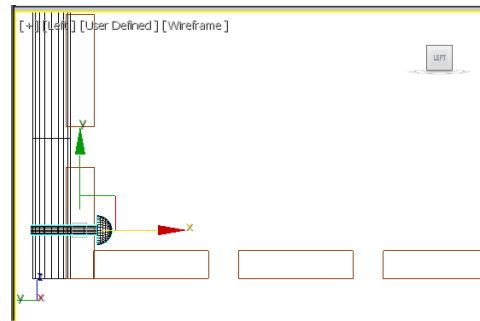 [+] [Left] [User Defined] [Wireframe]
LEFT
y
x
z
y
x